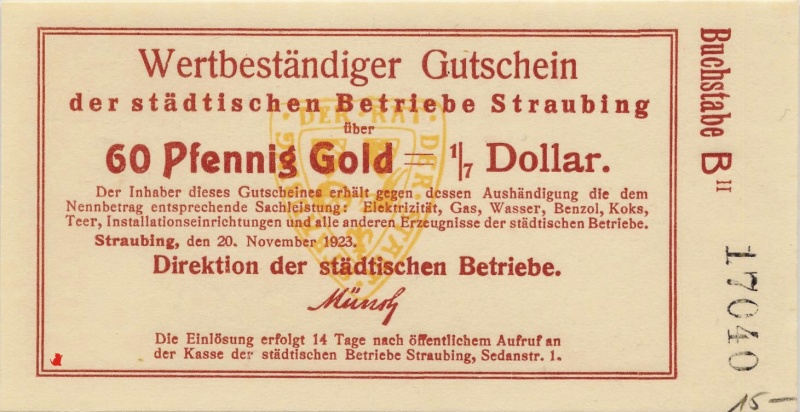 Wertbeständiger Gutschein
der städtischen Betriebe Straubing
über
60 Pfennig Gold = 1/7 Dollar.
Der Inhaber dieses Gutscheines erhält gegen dessen Aushändigung die dem
Nennbetrag entsprechende Sachleistung: Elektrizität, Gas, Wasser, Benzol, Koks,
Teer, Installationseinrichtungen und alle anderen Erzeugnisse der städtischen Betriebe.
Straubing, den 20. November 1923.
Direktion der städtischen Betriebe.
Münch
Die Einlösung erfolgt 14 Tage nach öffentlichem Aufruf an
der Kasse der städtischen Betriebe Straubing, Sedanstr. 1.
Buchstabe B II
17040
15-
DER RAT DER